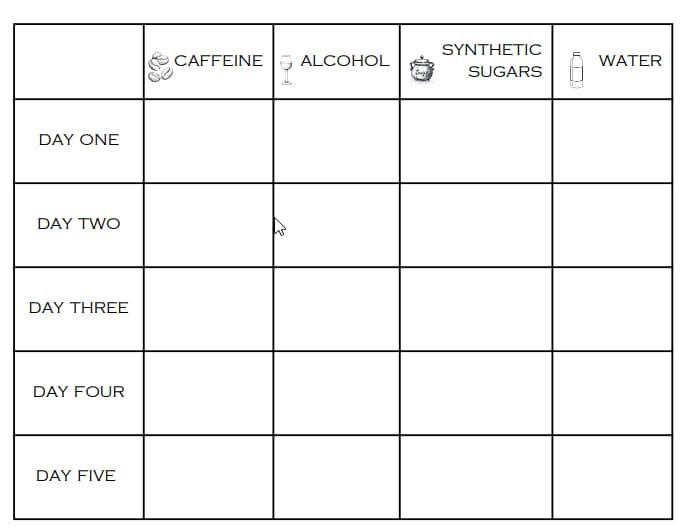 CAFFEINE
ALCOHOL
SYNTHETIC
SUGARS
WATER
DAY ONE
DAY TWO
DAY THREE
DAY FOUR
DAY FIVE